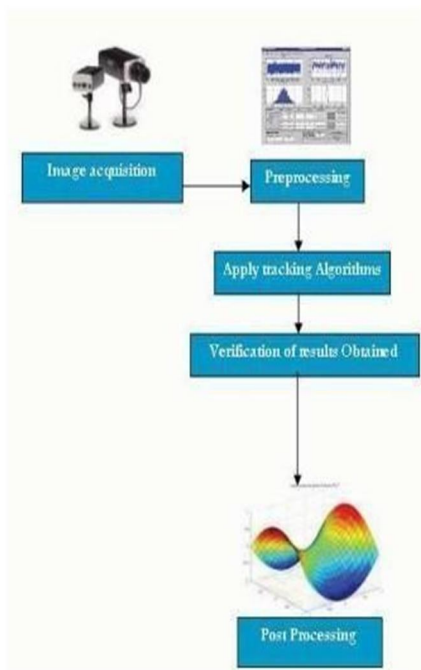 Image acquisition
Preprocessing
Apply tracking Algorithms
Verification of results Obtained
Post Processing